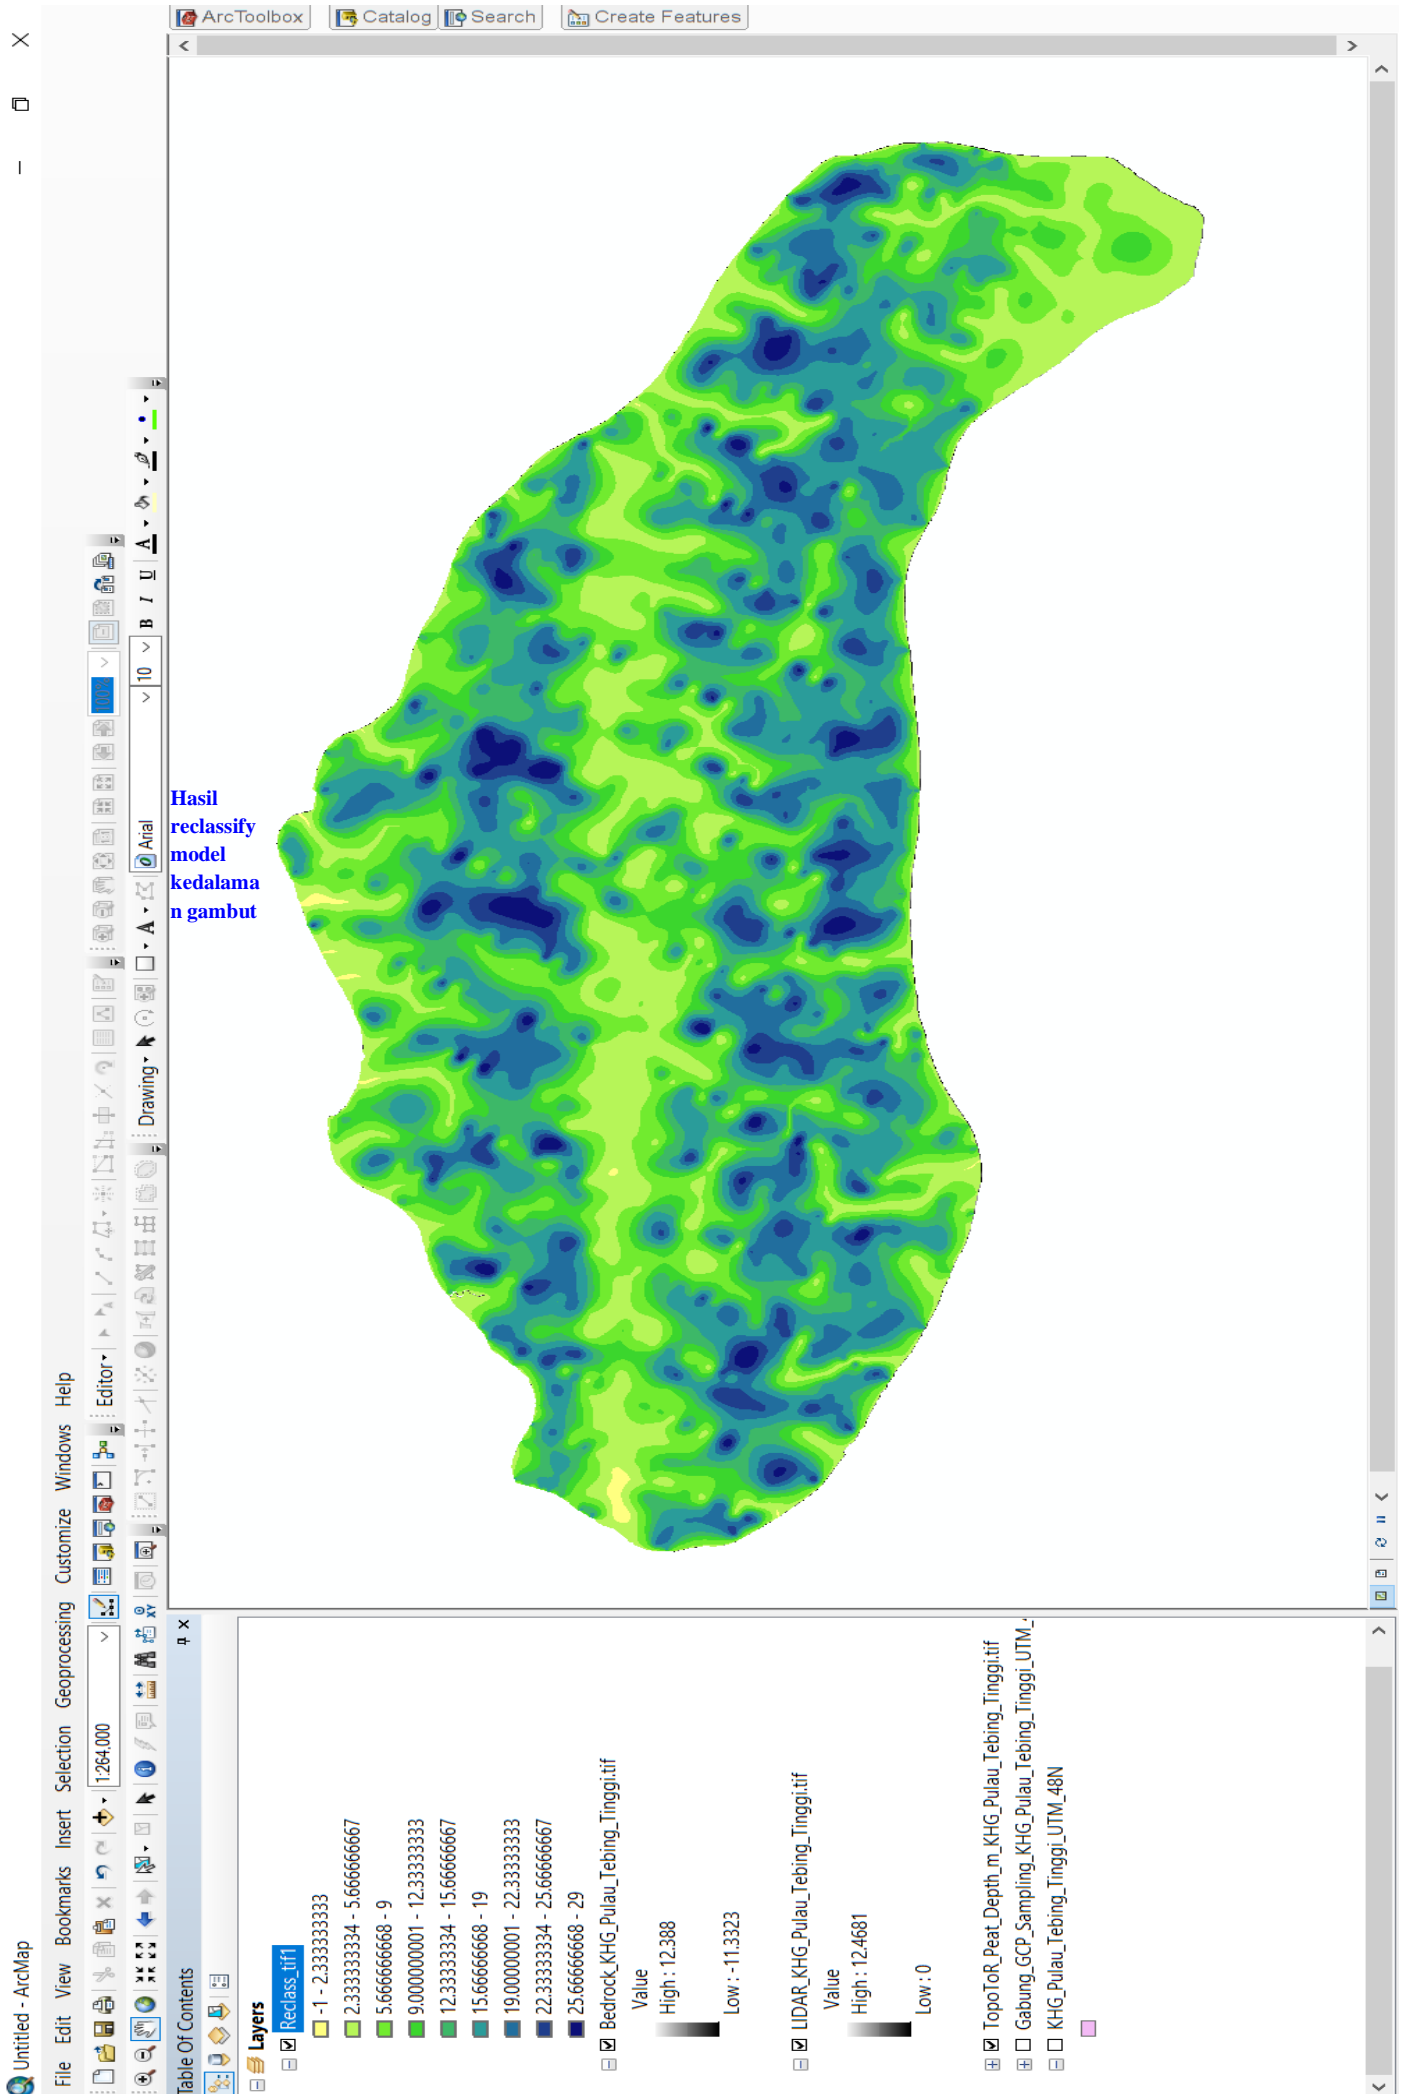 Untitled - ArcMap
File Edit View Bookmarks Insert Selection Geoprocessing Customize Windows Help
1:264,000
Editor
100%
Drawing
Arial
10
B I U
A
Table Of Contents
Layers
Reclass_tif1
-1 - 2.333333333
2.333333334 - 5.666666667
5.666666668 - 9
9.000000001 - 12.33333333
12.33333334 - 15.66666667
15.66666668 - 19
19.00000001 - 22.33333333
22.33333334 - 25.66666667
25.66666668 - 29
Bedrock_KHG_Pulau_Tebing_Tinggi.tif
Value
High : 12.388
Low : -11.3323
LIDAR_KHG_Pulau_Tebing_Tinggi.tif
Value
High : 12.4681
Low : 0
TopoToR_Peat_Depth_m_KHG_Pulau_Tebing_Tinggi.tif
Gabung_GCP_Sampling_KHG_Pulau_Tebing_Tinggi_UTM_
KHG_Pulau_Tebing_Tinggi_UTM_48N
Hasil
reclassify
model
kedalama
n gambut
ArcToolbox
Catalog
Search
Create Features